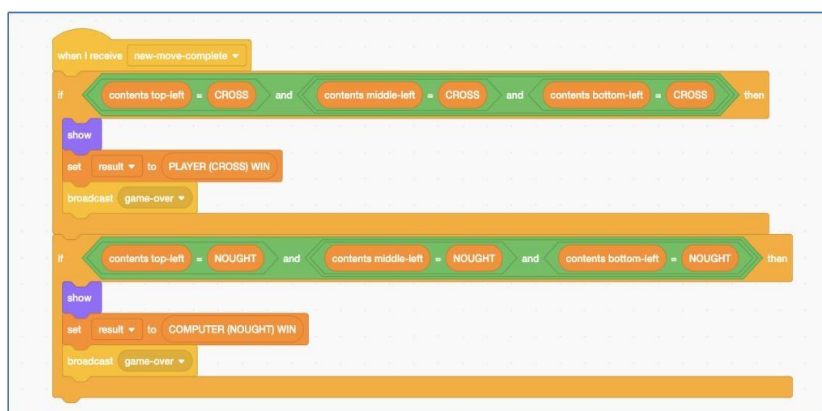 when I receive new-move-complete
if contents top-left = CROSS and contents middle-left = CROSS and contents bottom-left = CROSS then
show
set result to PLAYER (CROSS) WIN
broadcast game-over
if contents top-left = NOUGHT and contents middle-left = NOUGHT and contents bottom-left = NOUGHT then
show
set result to COMPUTER (NOUGHT) WIN
broadcast game-over